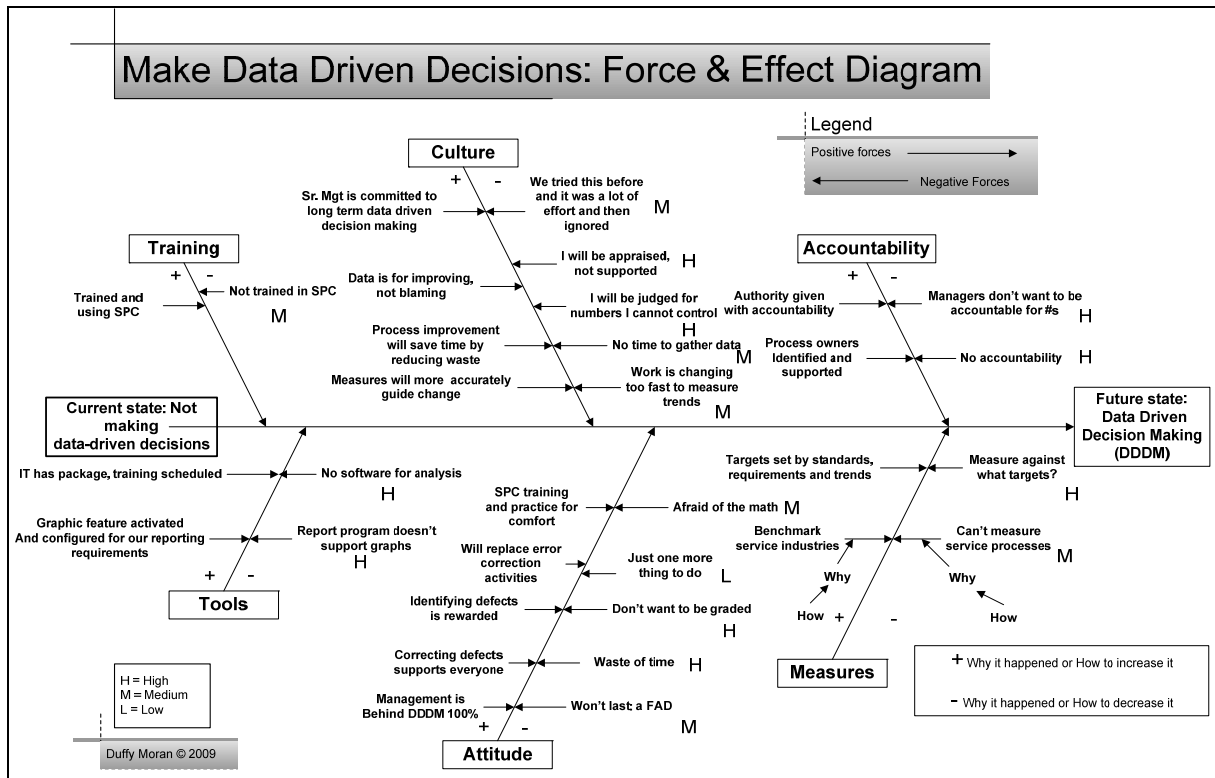 Make Data Driven Decisions: Force & Effect Diagram
Legend
Positive forces
Negative Forces
Culture
+ -
Sr. Mgt is committed to
long term data driven
decision making
We tried this before
and it was a lot of
effort and then
ignored
M
I will be appraised,
not supported
H
Data is for improving,
not blaming
I will be judged for
numbers I cannot control
H
Process improvement
will save time by
reducing waste
No time to gather data
M
Measures will more accurately
guide change
Work is changing
too fast to measure
trends
M
Training
+ -
Not trained in SPC
M
Trained and
using SPC
Accountability
+ -
Authority given
with accountability
Managers don't want to be
accountable for #s
H
Process owners
Identified and
supported
No accountability
H
Current state: Not
making
data-driven decisions
Future state:
Data Driven
Decision Making
(DDDM)
IT has package, training scheduled
No software for analysis
H
Graphic feature activated
And configured for our reporting
requirements
Report program doesn't
support graphs
H
+ -
Tools
SPC training
and practice for
comfort
Afraid of the math
M
Will replace error
correction
activities
Just one more
thing to do
L
Identifying defects
is rewarded
Don't want to be graded
H
Correcting defects
supports everyone
Waste of time
H
Management is
Behind DDDM 100%
Won't last; a FAD
M
+ -
Attitude
Targets set by standards,
requirements and trends
Measure against
what targets?
H
Benchmark
service industries
Can't measure
service processes
M
Why
Why
How
How
+ -
Measures
H = High
M = Medium
L = Low
Duffy Moran © 2009
+ Why it happened or How to increase it
- Why it happened or How to decrease it